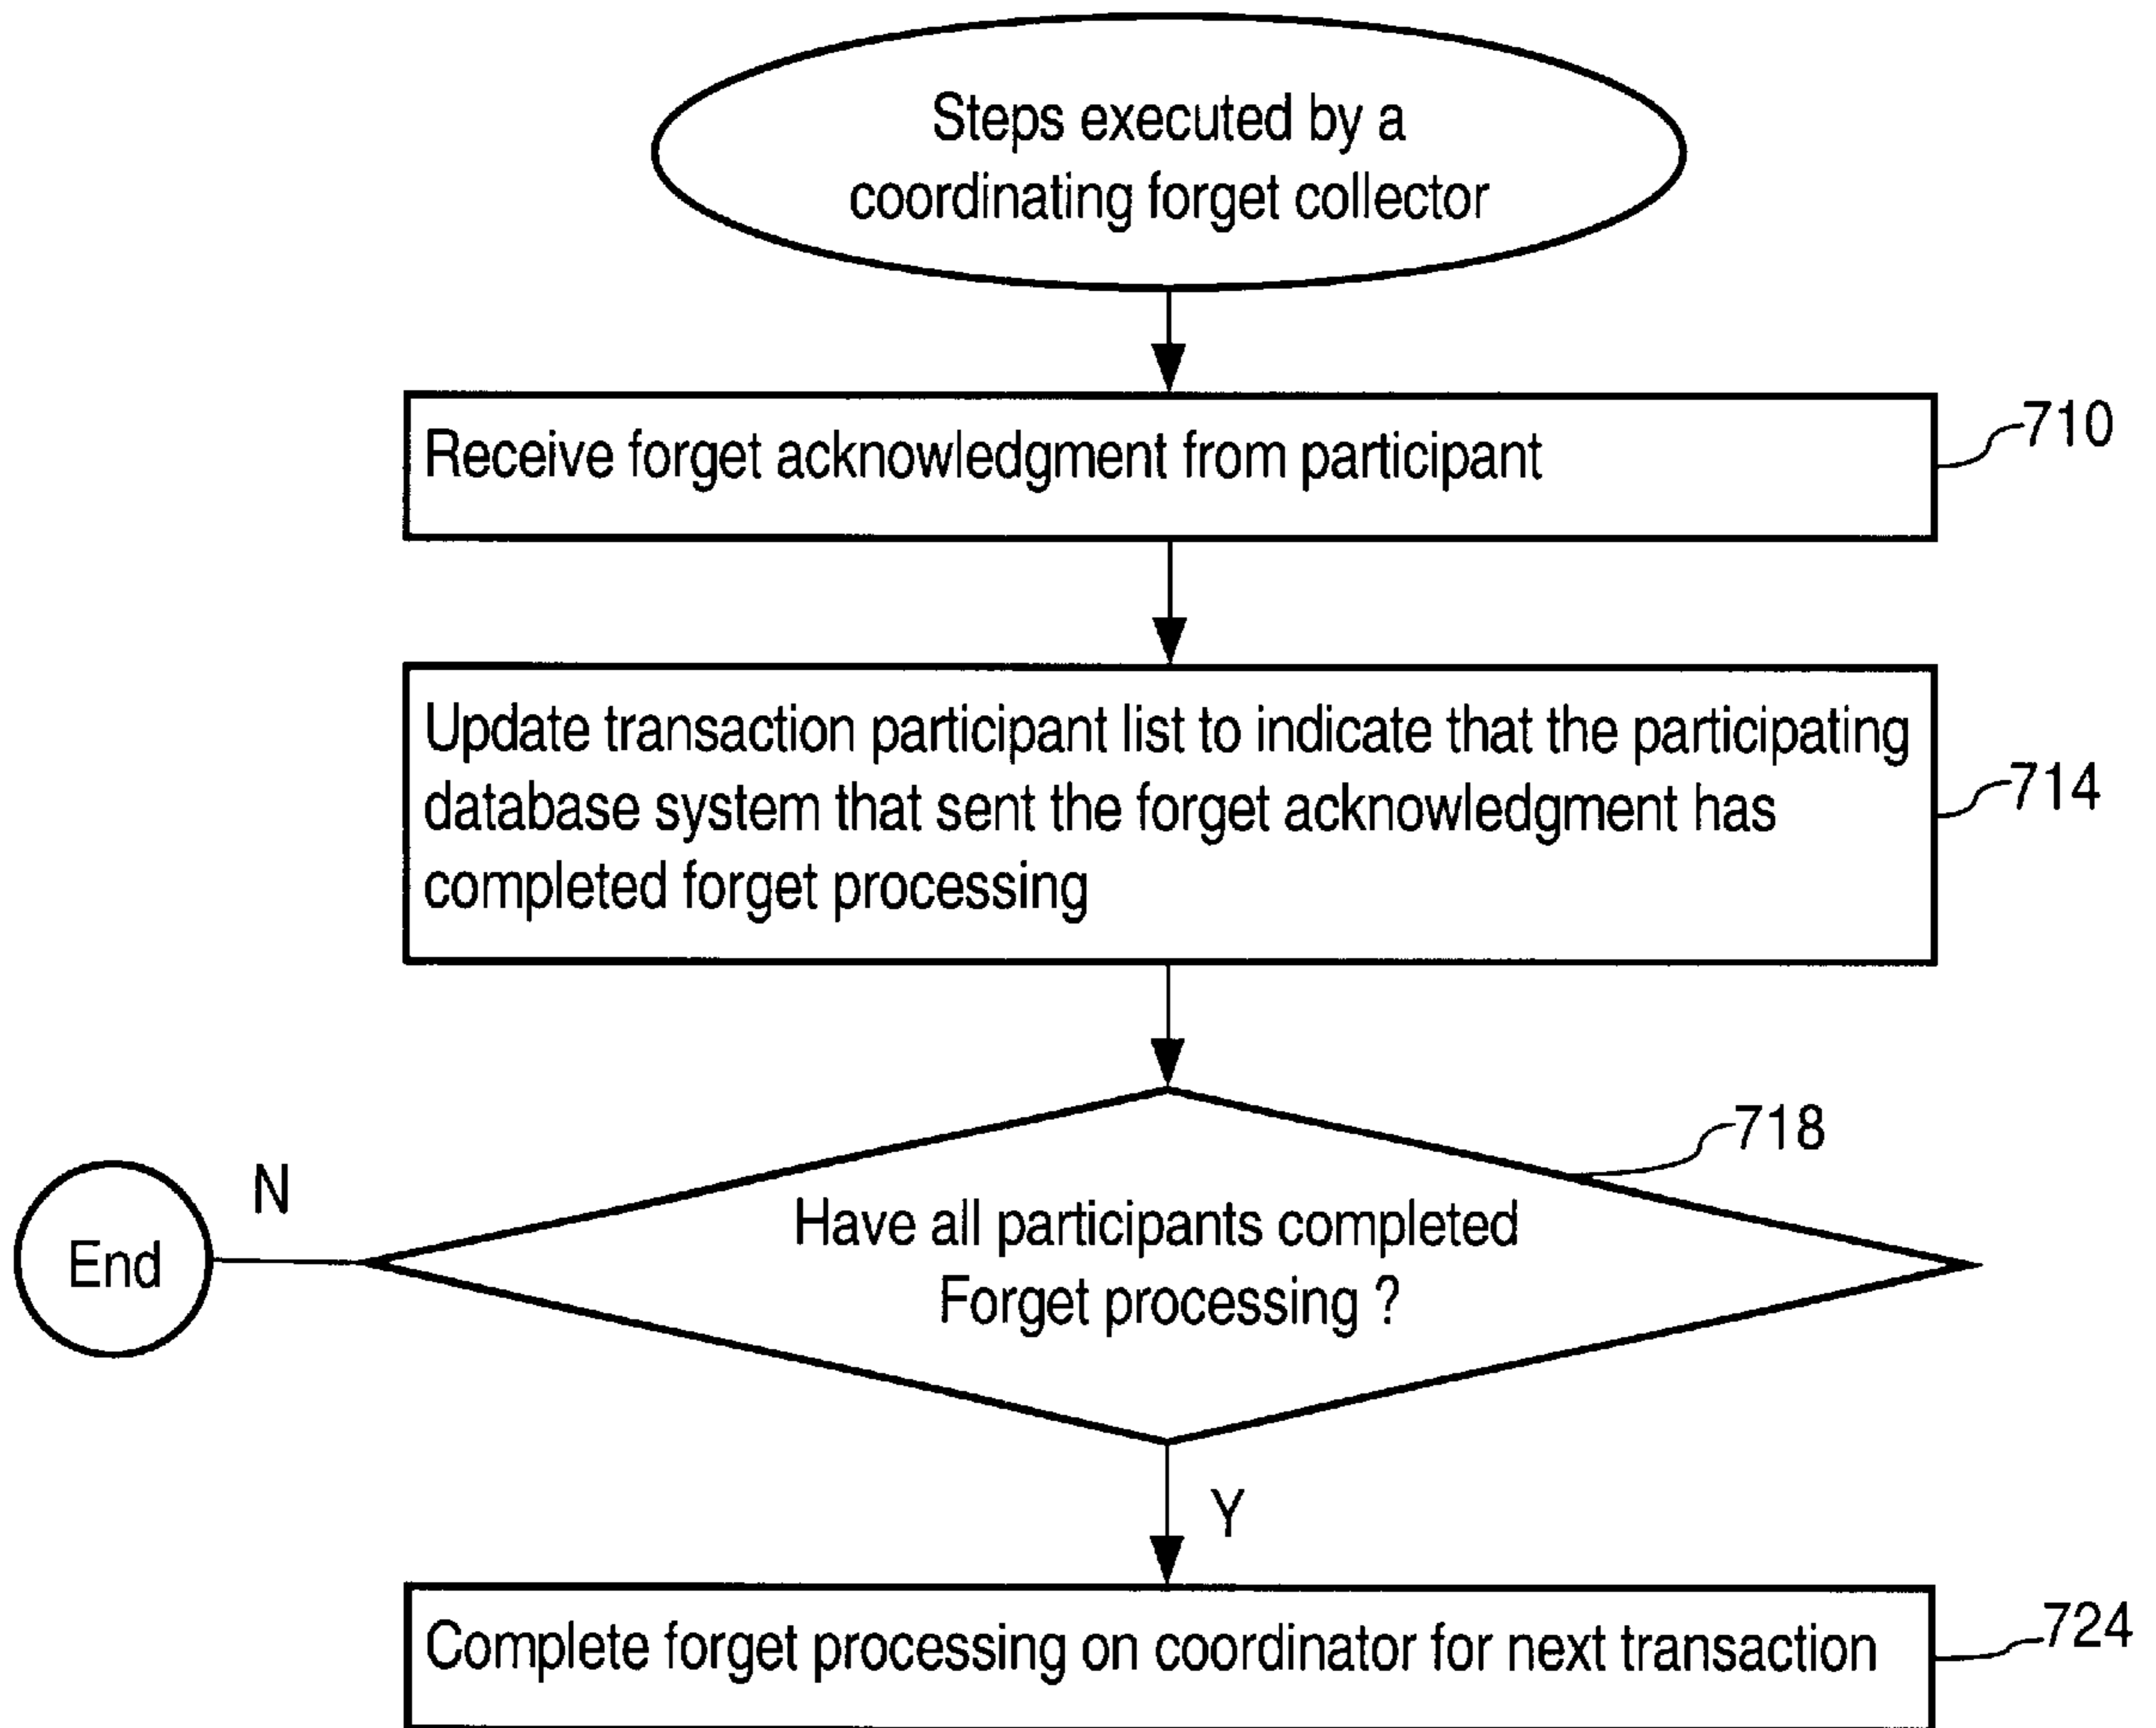 Steps executed by a
coordinating forget collector
Receive forget acknowledgment from participant
710
Update transaction participant list to indicate that the participating
database system that sent the forget acknowledgment has
completed forget processing
714
718
Have all participants completed
Forget processing ?
N
End
Y
Complete forget processing on coordinator for next transaction
724